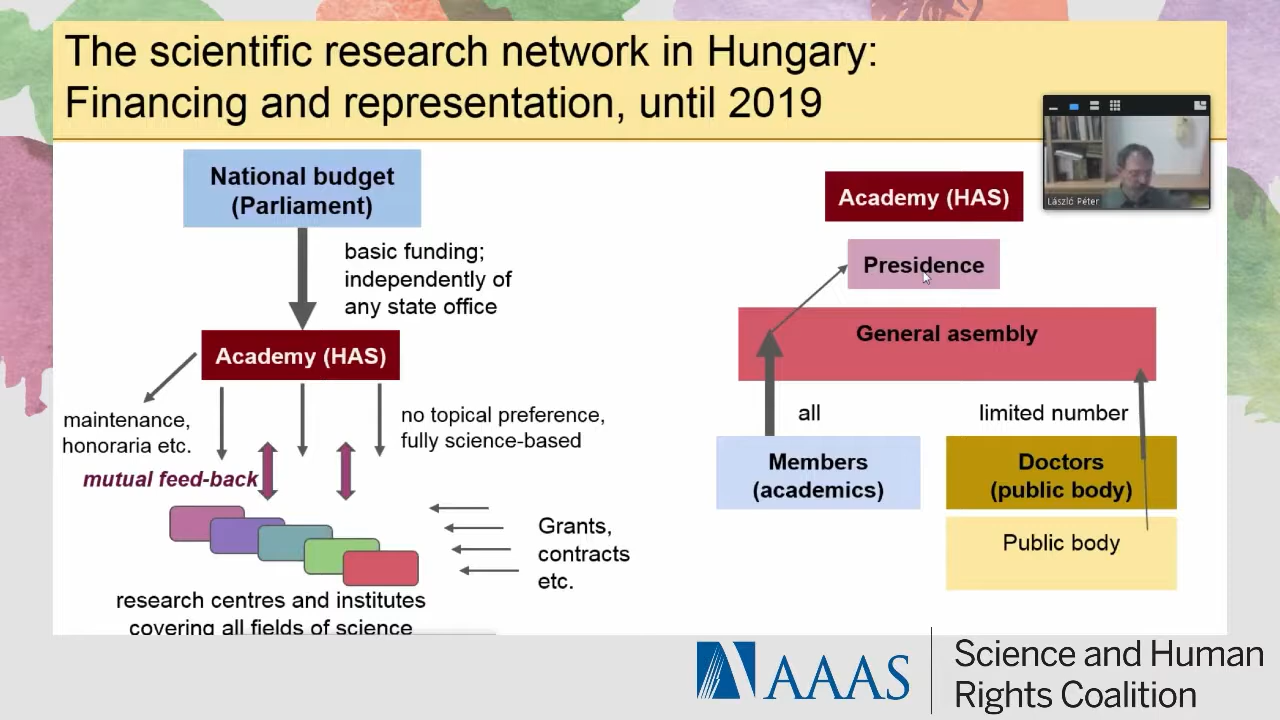 The scientific research network in Hungary:
Financing and representation, until 2019
National budget
(Parliament)
basic funding;
independently of
any state office
Academy (HAS)
maintenance,
honoraria etc.
no topical preference,
fully science-based
mutual feed-back
Grants,
contracts
etc.
research centres and institutes
covering all fields of science
Academy (HAS)
Presidence
General asembly
all
limited number
Members
(academics)
Doctors
(public body)
Public body
László Péter
AAAS
Science and Human
Rights Coalition